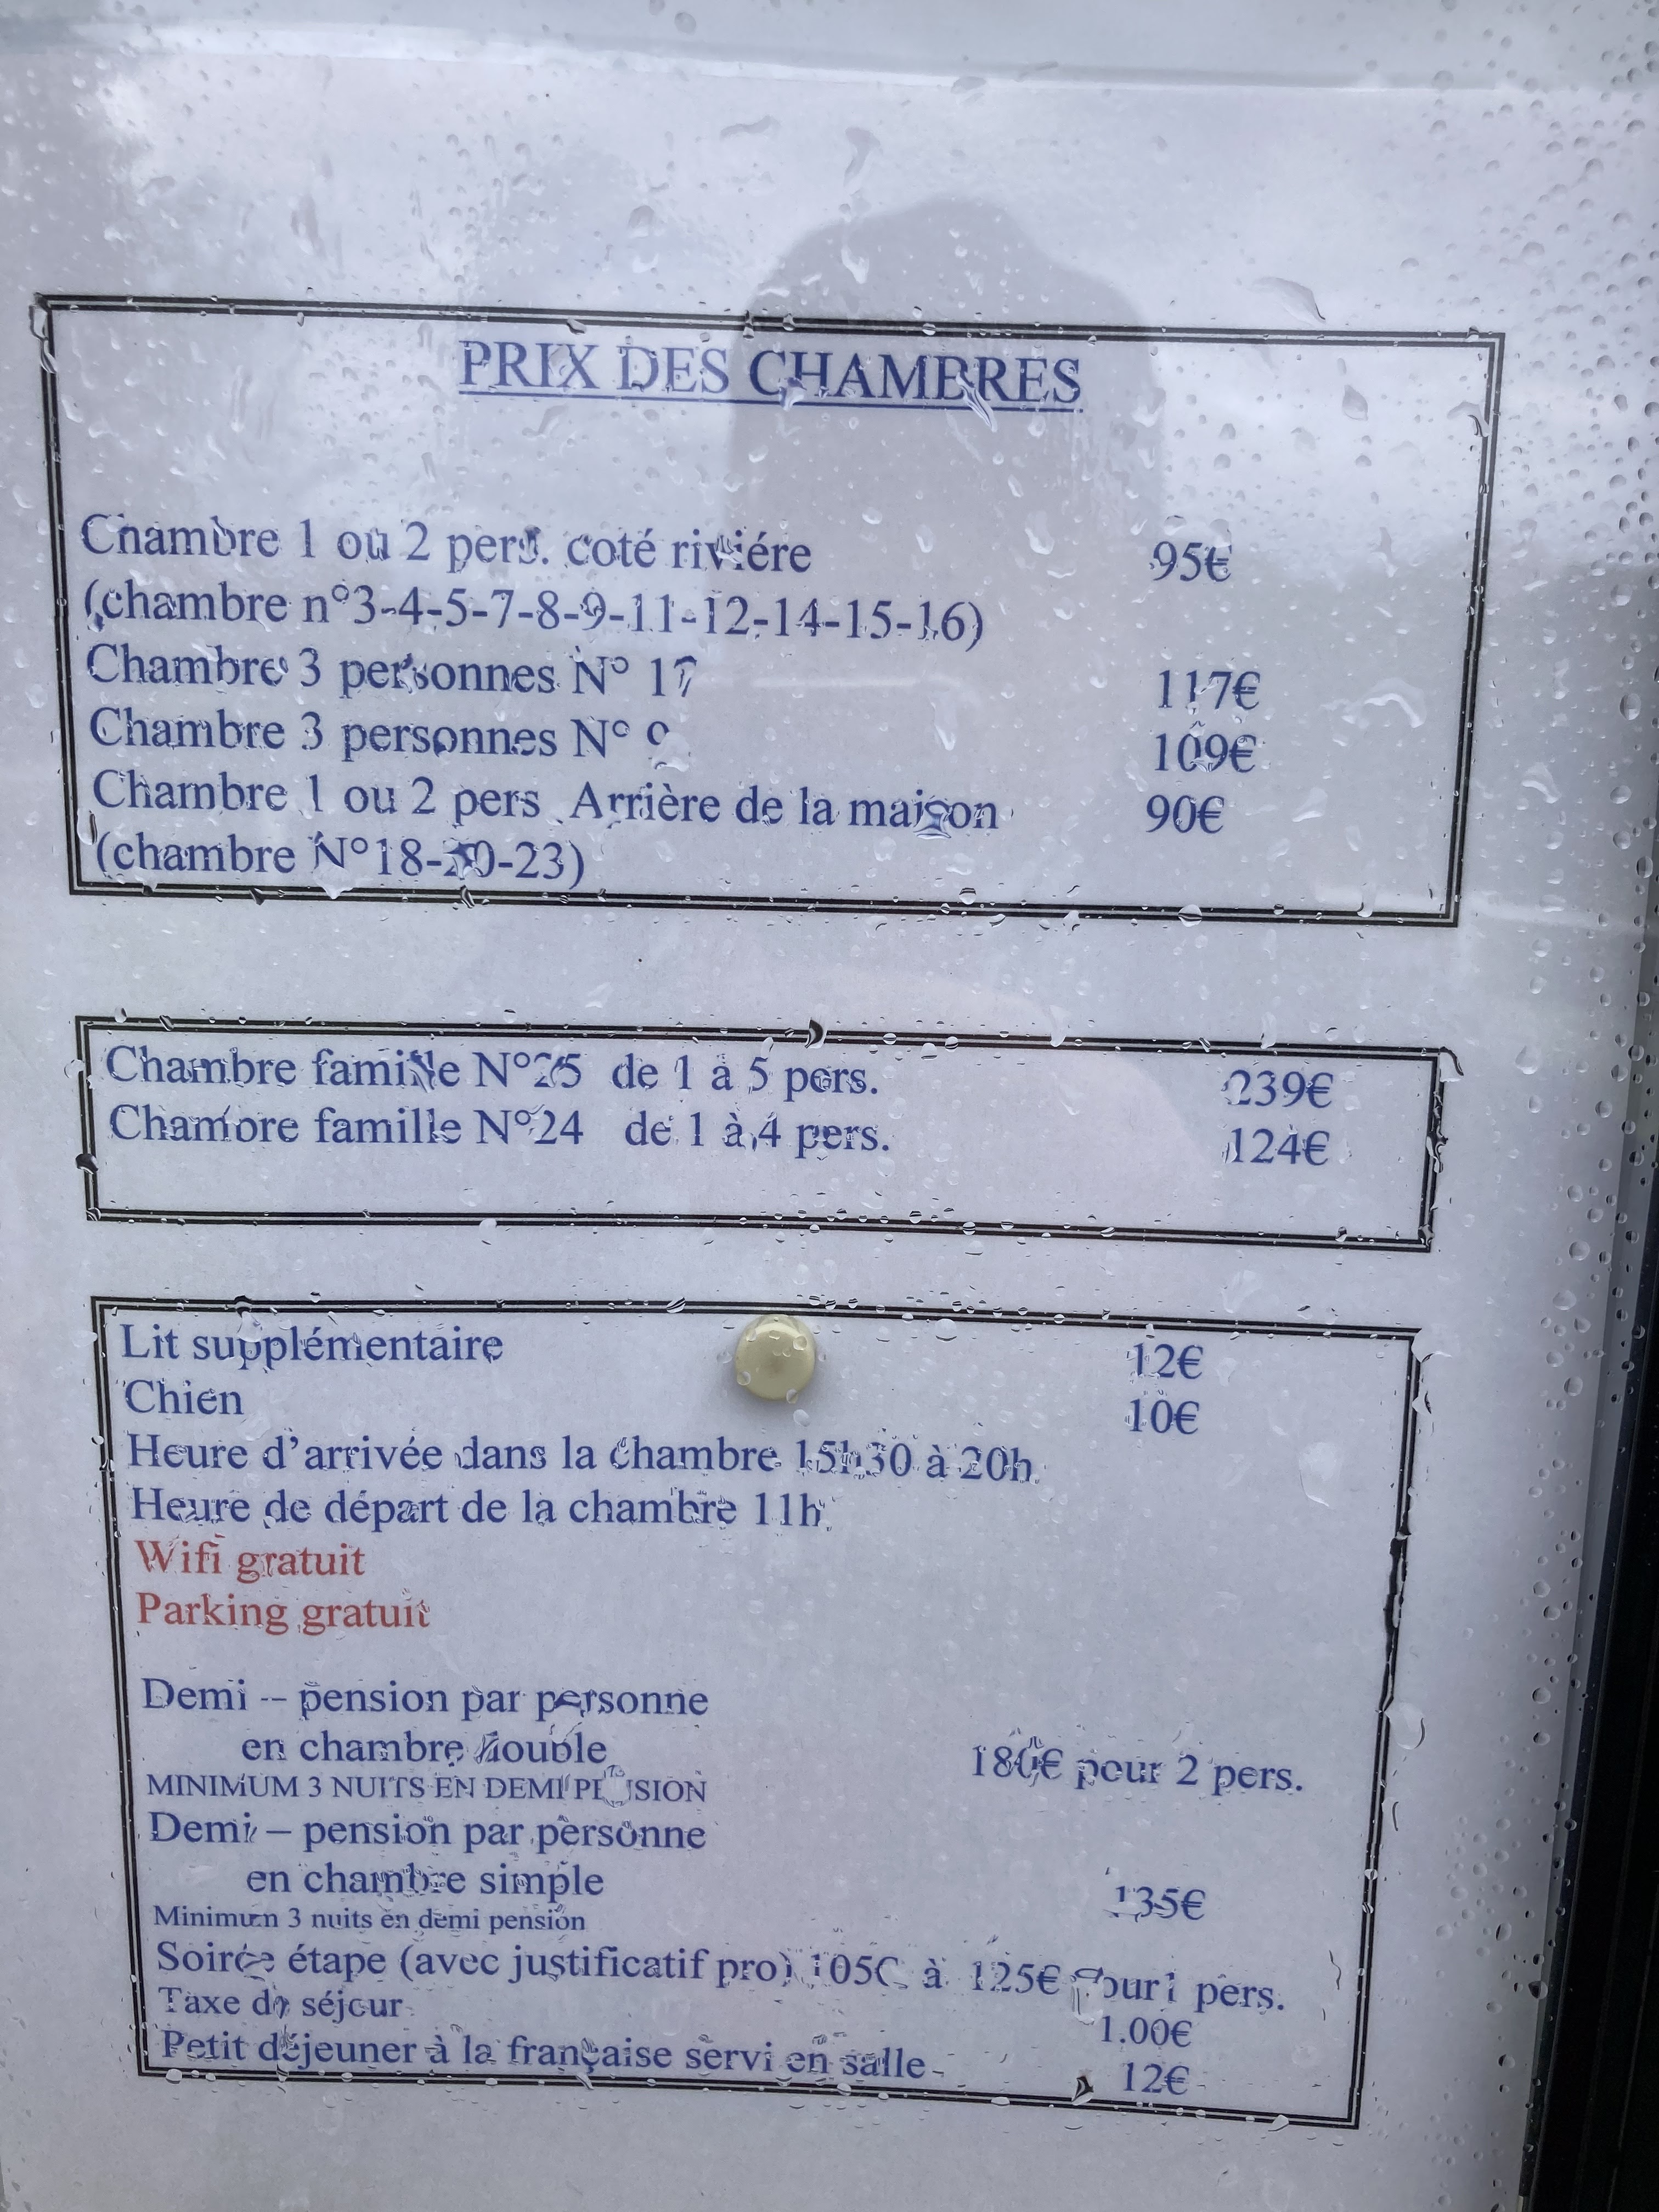 PRIX DES CHAMBRES
Chambre 1 ou 2 pers. coté riviére 95€
(chambre n°3-4-5-7-8-9-11-12-14-15-16)
Chambre 3 personnes N° 17 117€
Chambre 3 personnes N° 109€
Chambre 1 ou 2 pers Arrière de la maison 90€
(chambre N°18-20-23)
Chambre famille N°25 de 1 à 5 pers. 239€
Chambre famille N°24 de 1 à 4 pers. 124€
Lit supplémentaire 12€
Chien 10€
Heure d’arrivée dans la chambre 15h30 à 20h
Heure de départ de la chambre 11h
Wifi gratuit
Parking gratuit
Demi – pension par personne
en chambre double 180€ pour 2 pers.
MINIMUM 3 NUITS EN DEMI PENSION
Demi – pension par personne
en chambre simple 135€
Minimum 3 nuits en demi pension
Soirée étape (avec justificatif pro) 105€ à 125€ pour 1 pers.
Taxe de séjour 1.00€
Petit déjeuner à la française servi en salle 12€